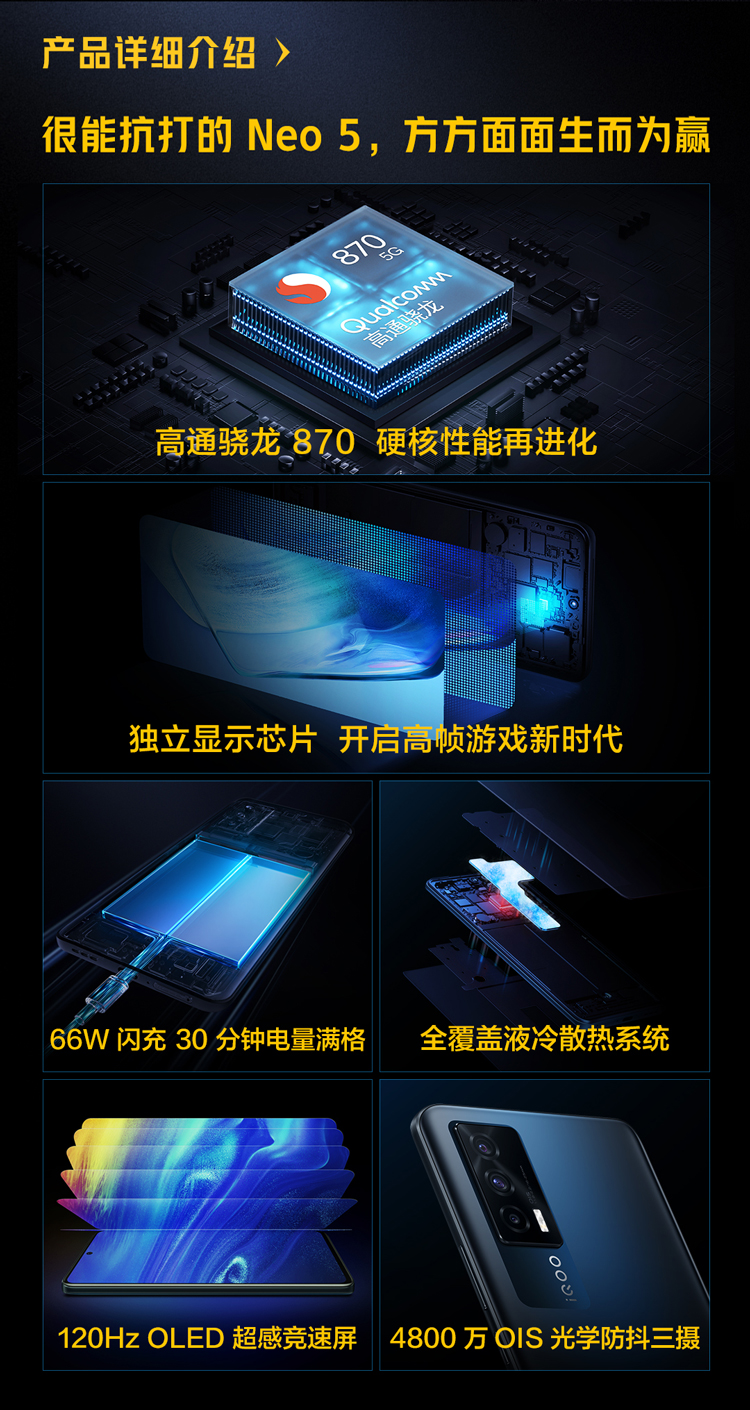 产品详细介绍 >
很能抗打的 Neo 5，方方面面生而为赢
870
5G
Qualcomm
高通骁龙
高通骁龙 870 硬核性能再进化
独立显示芯片 开启高帧游戏新时代
66W 闪充 30 分钟电量满格
全覆盖液冷散热系统
iQOO
120Hz OLED 超感竞速屏
4800 万 OIS 光学防抖三摄